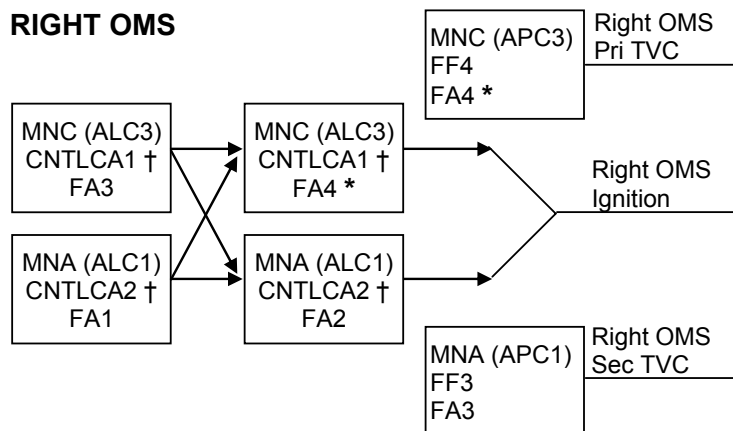 RIGHT OMS
MNC (APC3)
FF4
FA4 *
Right OMS
Pri TVC
MNC (ALC3)
CNTLCA1 †
FA3
MNC (ALC3)
CNTLCA1 †
FA4 *
Right OMS
Ignition
MNA (ALC1)
CNTLCA2 †
FA1
MNA (ALC1)
CNTLCA2 †
FA2
MNA (APC1)
FF3
FA3
Right OMS
Sec TVC